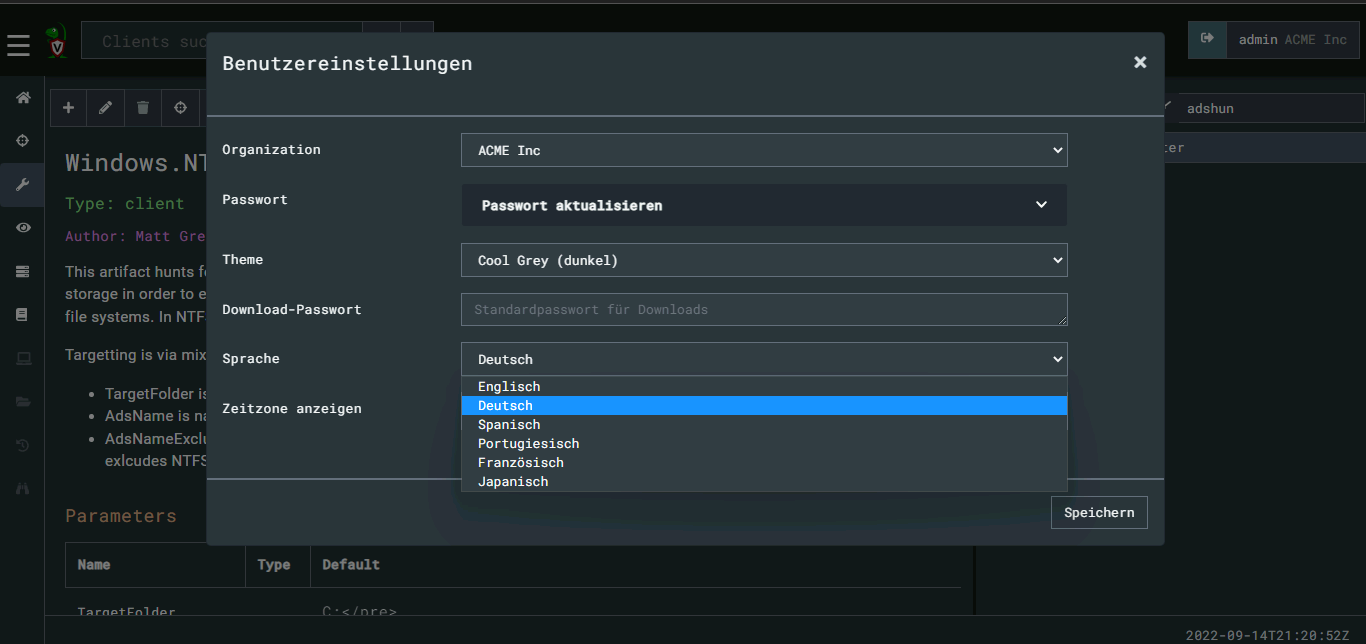 Clients suc
admin ACME Inc
Benutzereinstellungen
adshun
Windows.NT
ter
Organization
ACME Inc
Type: client
Passwort
Passwort aktualisieren
Author: Matt Gre
Theme
Cool Grey (dunkel)
This artifact hunts f
storage in order to e
file systems. In NTF
Download-Passwort
Standardpasswort für Downloads
Targetting is via mix
Sprache
Deutsch
Englisch
Deutsch
Spanisch
Portugiesisch
Französisch
Japanisch
TargetFolder is
AdsName is na
AdsNameExclu
exlcudes NTFS
Zeitzone anzeigen
Speichern
Parameters
Name Type Default
TargetFolder C:</pre>
2022-09-14T21:20:52Z